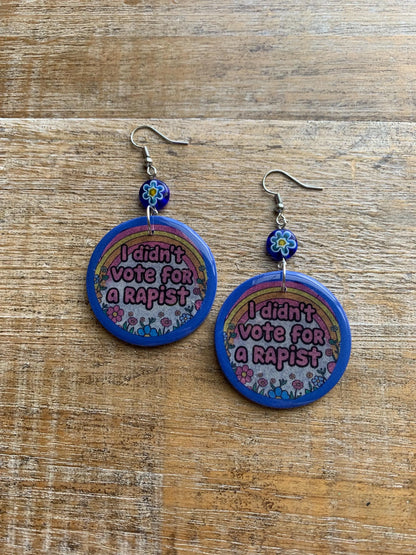 I didn't
vote for
a RAPist
I didn't
vote for
a RAPist